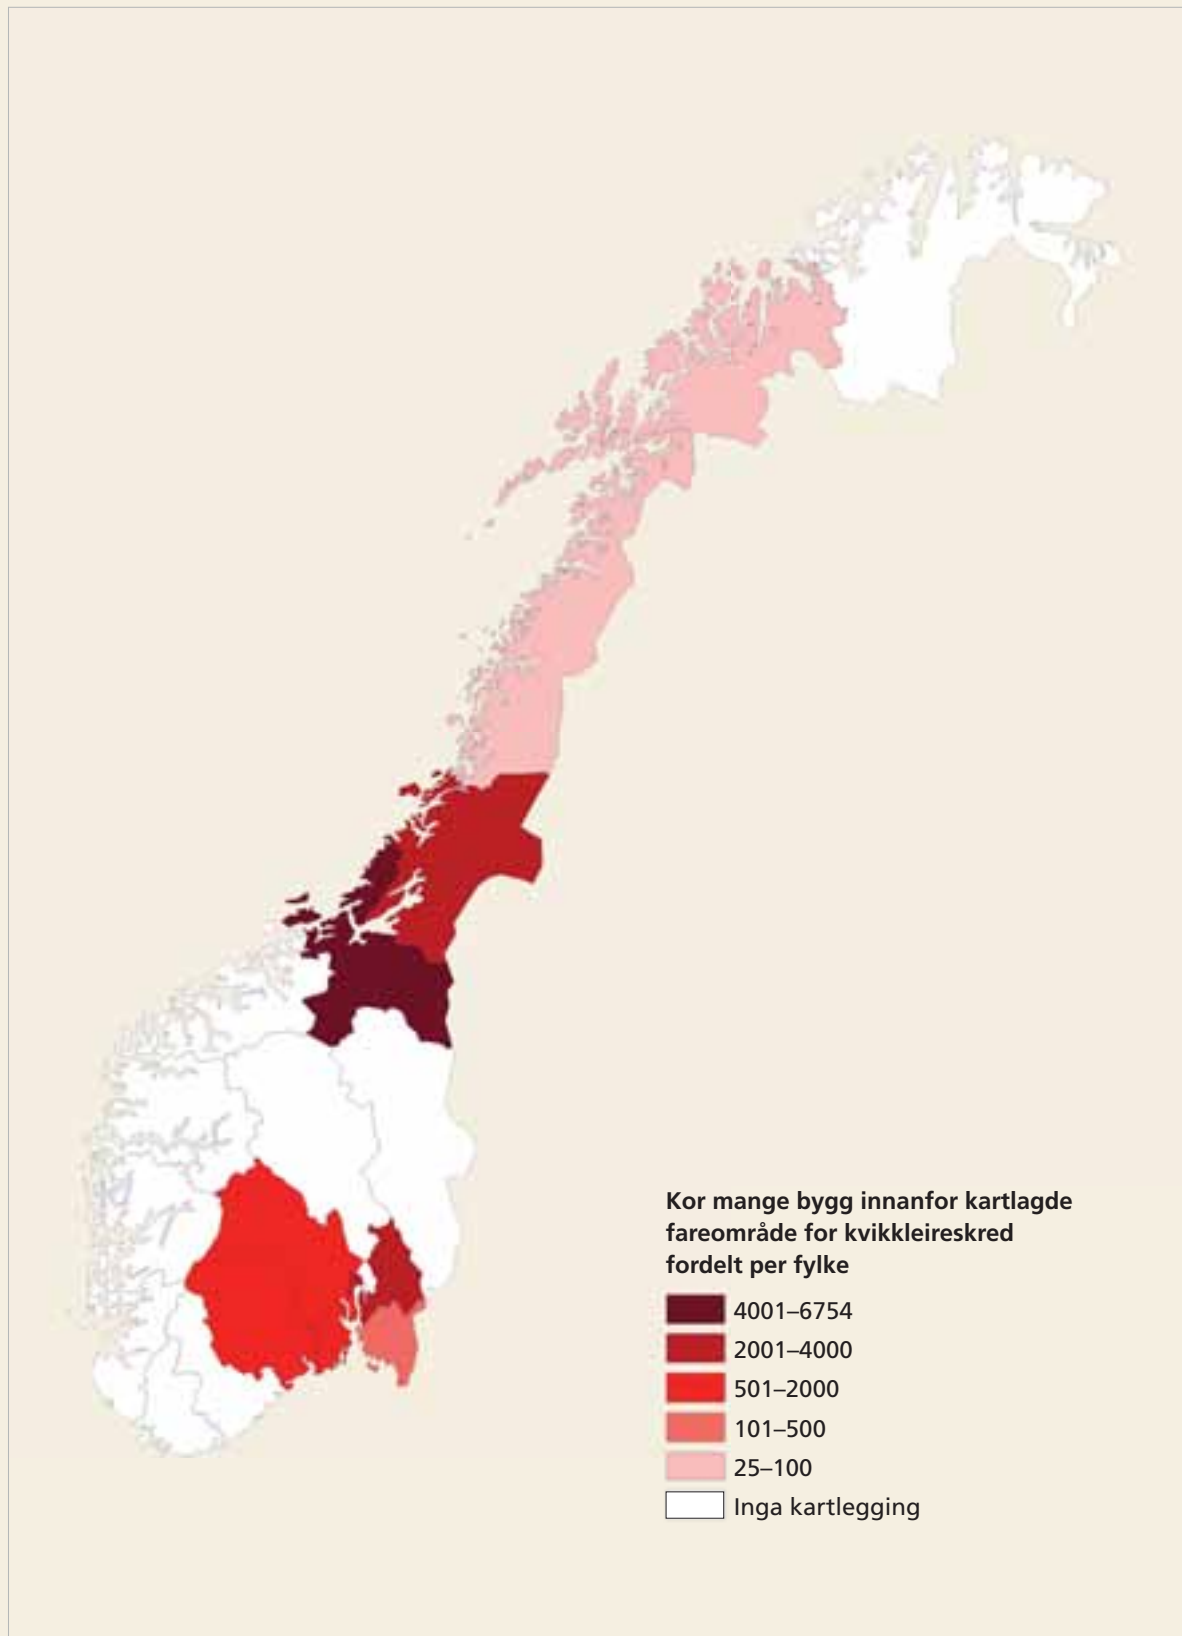 Kor mange bygg innanfor kartlagde
fareområde for kvikkleireskred
fordelt per fylke
4001–6754
2001–4000
501–2000
101–500
25–100
Inga kartlegging